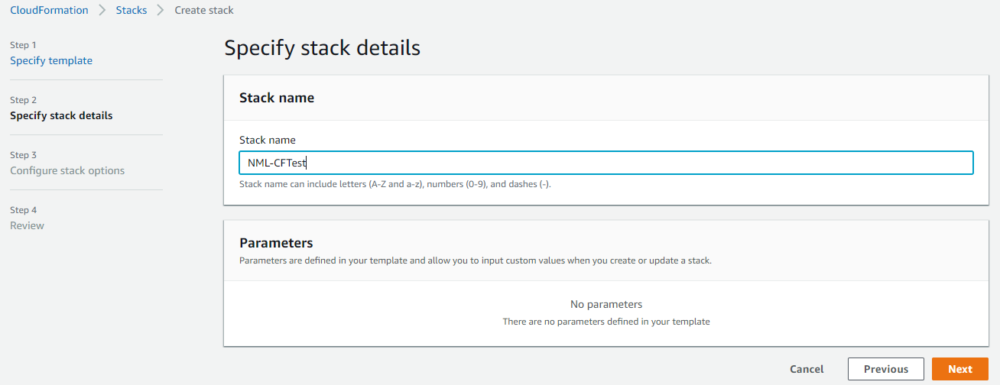 CloudFormation > Stacks > Create stack
Step 1
Specify template
Step 2
Specify stack details
Step 3
Configure stack options
Step 4
Review
Specify stack details
Stack name
Stack name
NML-CFTest
Stack name can include letters (A-Z and a-z), numbers (0-9), and dashes (-).
Parameters
Parameters are defined in your template and allow you to input custom values when you create or update a stack.
No parameters
There are no parameters defined in your template
Cancel Previous Next